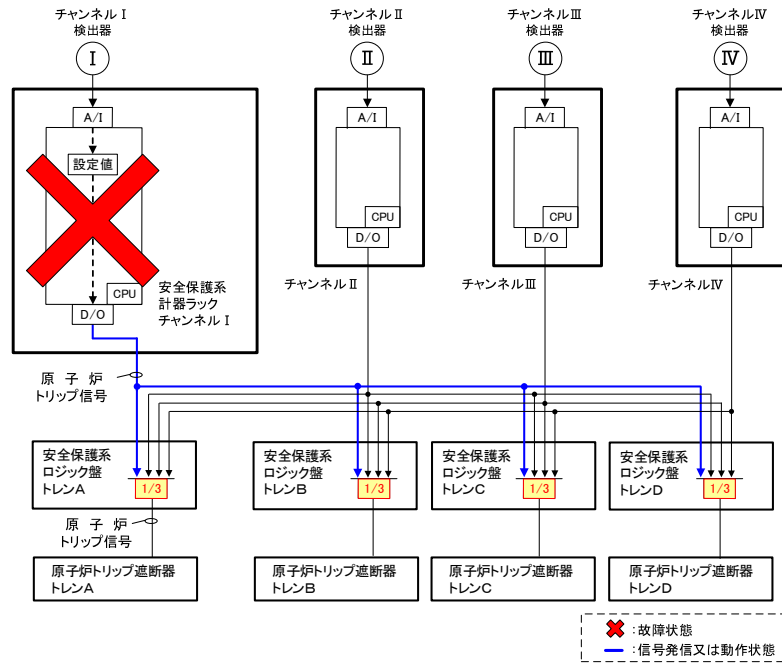 チャンネルⅠ
検出器
チャンネルⅡ
検出器
チャンネルⅢ
検出器
チャンネルⅣ
検出器
Ⅰ
Ⅱ
Ⅲ
Ⅳ
A/I
A/I
A/I
A/I
設定値
CPU
CPU
CPU
CPU
D/O
D/O
D/O
D/O
安全保護系
計器ラック
チャンネルⅠ
チャンネルⅡ
チャンネルⅢ
チャンネルⅣ
原子炉
トリップ信号
安全保護系
ロジック盤
トレンA
1/3
安全保護系
ロジック盤
トレンB
1/3
安全保護系
ロジック盤
トレンC
1/3
安全保護系
ロジック盤
トレンD
1/3
原子炉
トリップ信号
原子炉トリップ遮断器
トレンA
原子炉トリップ遮断器
トレンB
原子炉トリップ遮断器
トレンC
原子炉トリップ遮断器
トレンD
:故障状態
:信号発信又は動作状態